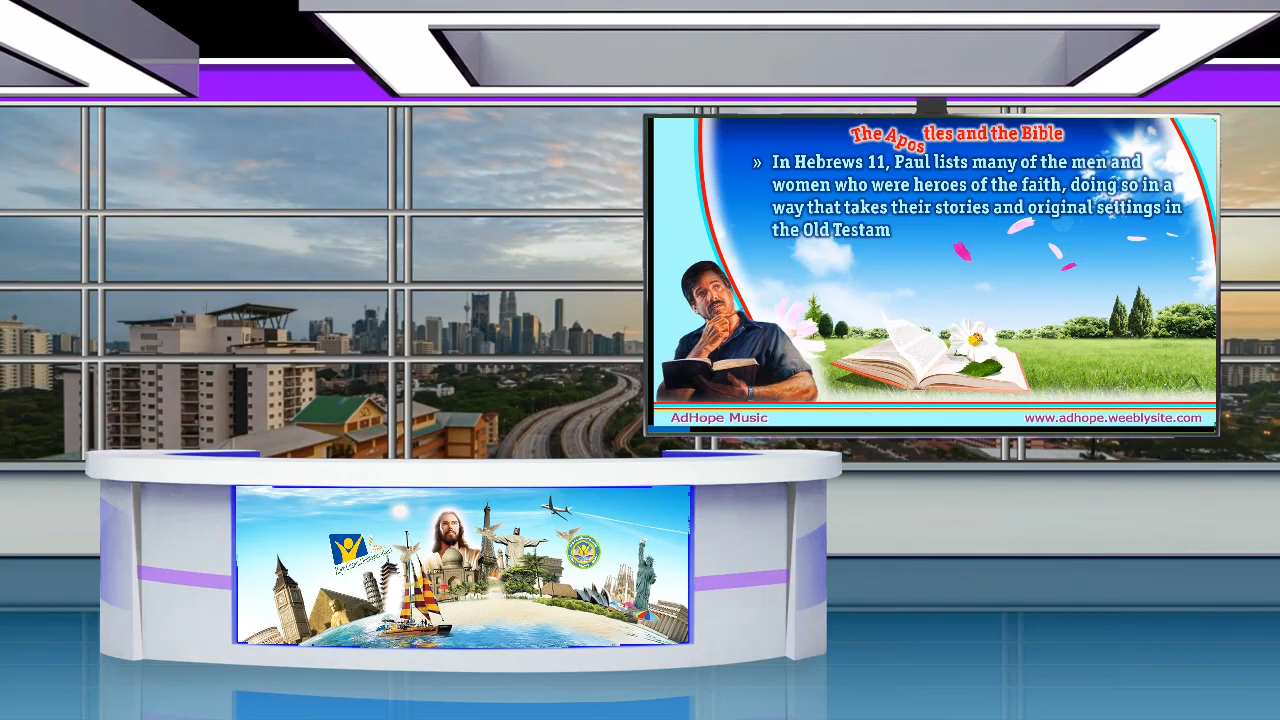 The Apostles and the Bible
» In Hebrews 11, Paul lists many of the men and
women who were heroes of the faith, doing so in a
way that takes their stories and original settings in
the Old Testam
AdHope Music
www.adhope.weeblysite.com